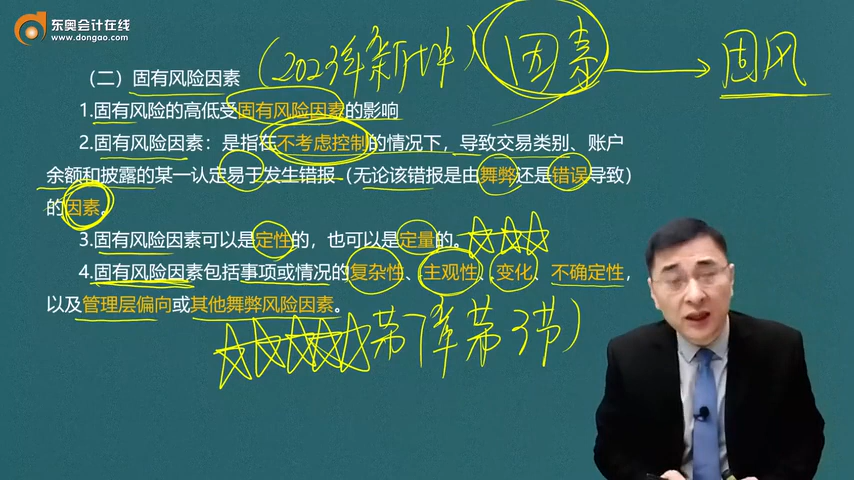 东奥会计在线
www.dongao.com
(2023年新增) 因素 → 固风
（二）固有风险因素
1.固有风险的高低受固有风险因素的影响
2.固有风险因素：是指在不考虑控制的情况下，导致交易类别、账户
余额和披露的某一认定易于发生错报（无论该错报是由舞弊还是错误导致）
的因素。
3.固有风险因素可以是定性的，也可以是定量的。
4.固有风险因素包括事项或情况的复杂性、主观性、变化、不确定性，
以及管理层偏向或其他舞弊风险因素。
第7章第3节)